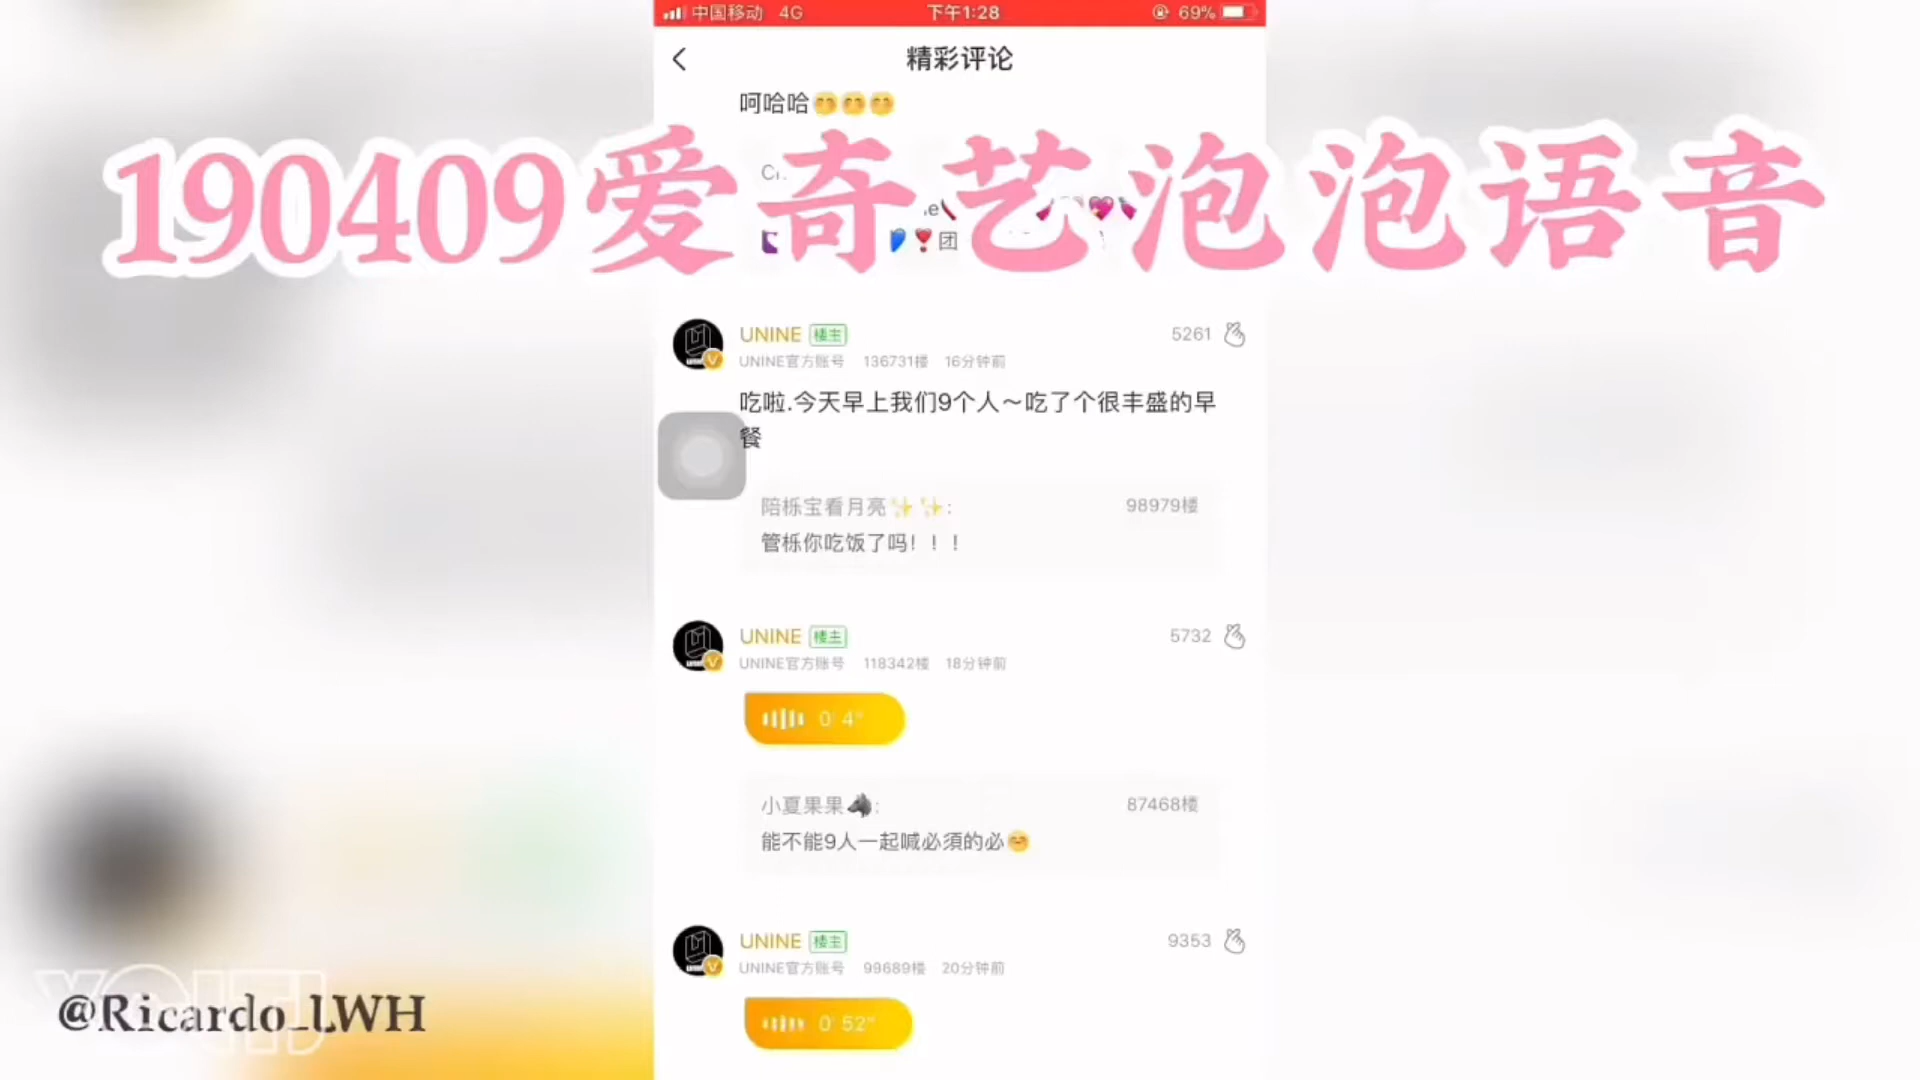 中国移动 4G 下午1:28 69%
精彩评论
呵哈哈😁😁😁
190409爱奇艺泡泡语音
团
UNINE 楼主 5261
UNINE官方账号 136731楼 16分钟前
吃啦.今天早上我们9个人～吃了个很丰盛的早
餐
陪栎宝看月亮✨✨: 98979楼
管栎你吃饭了吗！！！
UNINE 楼主 5732
UNINE官方账号 118342楼 18分钟前
0' 4"
小夏果果🐺: 87468楼
能不能9人一起喊必須的必😁
UNINE 楼主 9353
UNINE官方账号 99689楼 20分钟前
0' 52"
@Ricardo_LWH